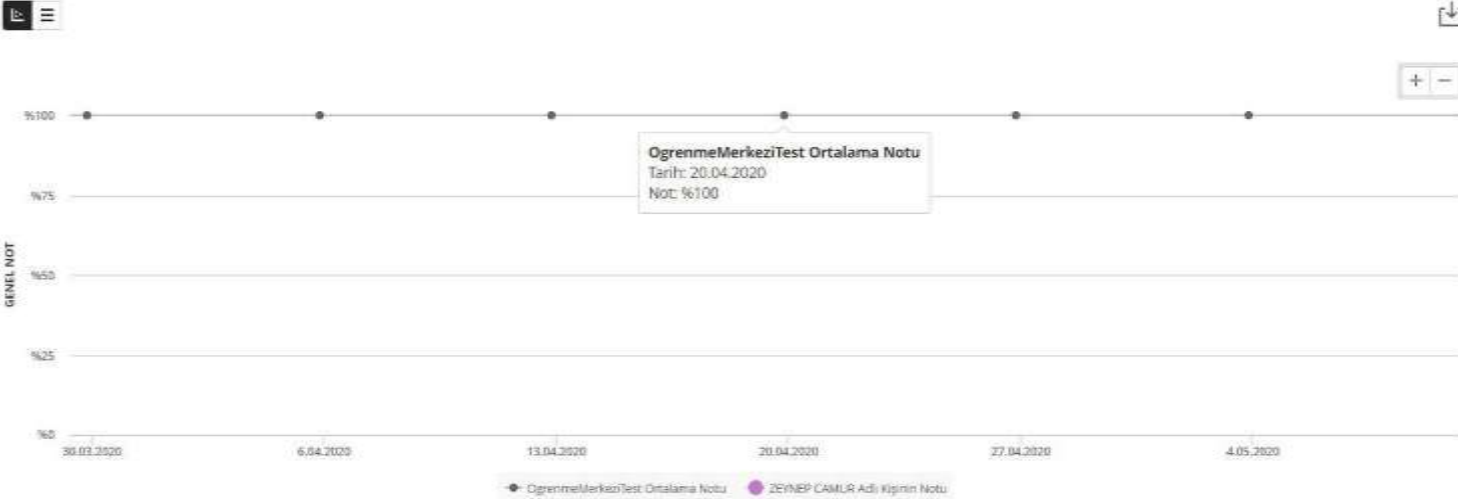 %100
OgrenmeMerkeziTest Ortalama Notu
Tarih: 20.04.2020
Not: %100
%75
GENEL NOT
%50
%25
%0
30.03.2020 6.04.2020 13.04.2020 20.04.2020 27.04.2020 4.05.2020
OgrenmeMerkeziTest Ortalama Notu ZEYNEP CAMUR Adlı Kişinin Notu